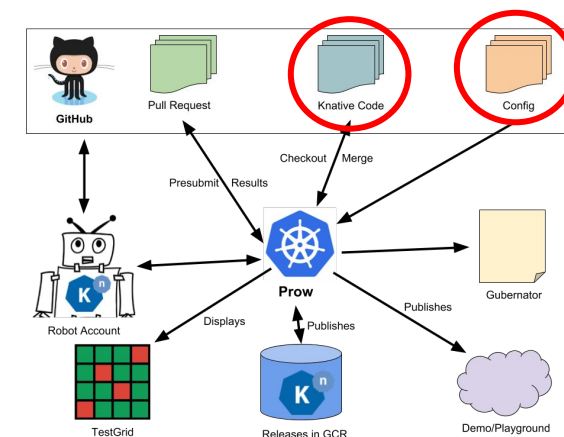 GitHub
Pull Request
Knative Code
Config
Checkout
Merge
Presubmit
Results
Prow
Gubernator
K n
Robot Account
Displays
Publishes
Publishes
K n
TestGrid
Releases in GCR
Demo/Playground